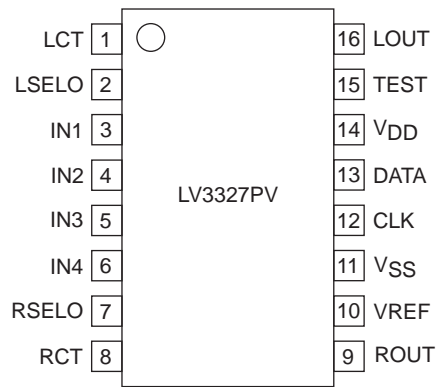 LCT 1 16 LOUT
LSELO 2 15 TEST
IN1 3 14 VDD
IN2 4 13 DATA
LV3327PV
IN3 5 12 CLK
IN4 6 11 VSS
RSELO 7 10 VREF
RCT 8 9 ROUT